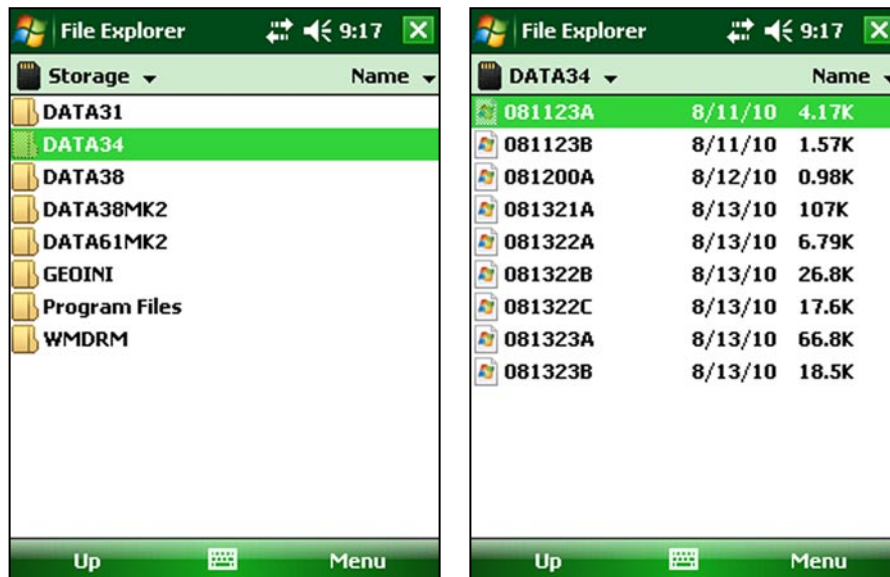 File Explorer 9:17
Storage Name
DATA31
DATA34
DATA38
DATA38MK2
DATA61MK2
GEOINI
Program Files
WMDRM
Up Menu
File Explorer 9:17
DATA34 Name
081123A 8/11/10 4.17K
081123B 8/11/10 1.57K
081200A 8/12/10 0.98K
081321A 8/13/10 107K
081322A 8/13/10 6.79K
081322B 8/13/10 26.8K
081322C 8/13/10 17.6K
081323A 8/13/10 66.8K
081323B 8/13/10 18.5K
Up Menu